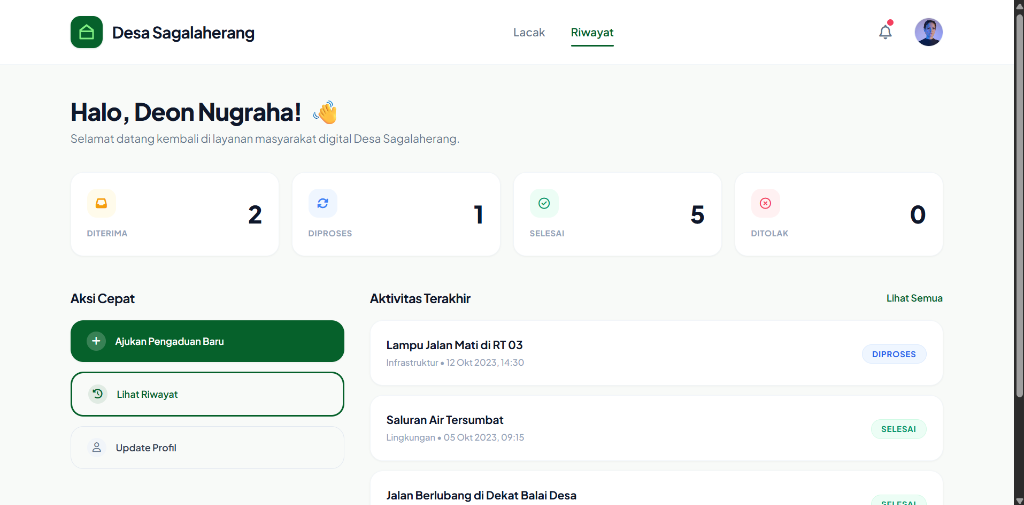 Desa Sagalaherang
Lacak
Riwayat
Halo, Deon Nugraha! 👋
Selamat datang kembali di layanan masyarakat digital Desa Sagalaherang.
DITERIMA
2
DIPROSES
1
SELESAI
5
DITOLAK
0
Aksi Cepat
Ajukan Pengaduan Baru
Lihat Riwayat
Update Profil
Aktivitas Terakhir
Lihat Semua
Lampu Jalan Mati di RT 03
Infrastruktur • 12 Okt 2023, 14:30
DIPROSES
Saluran Air Tersumbat
Lingkungan • 05 Okt 2023, 09:15
SELESAI
Jalan Berlubang di Dekat Balai Desa
SELESAI